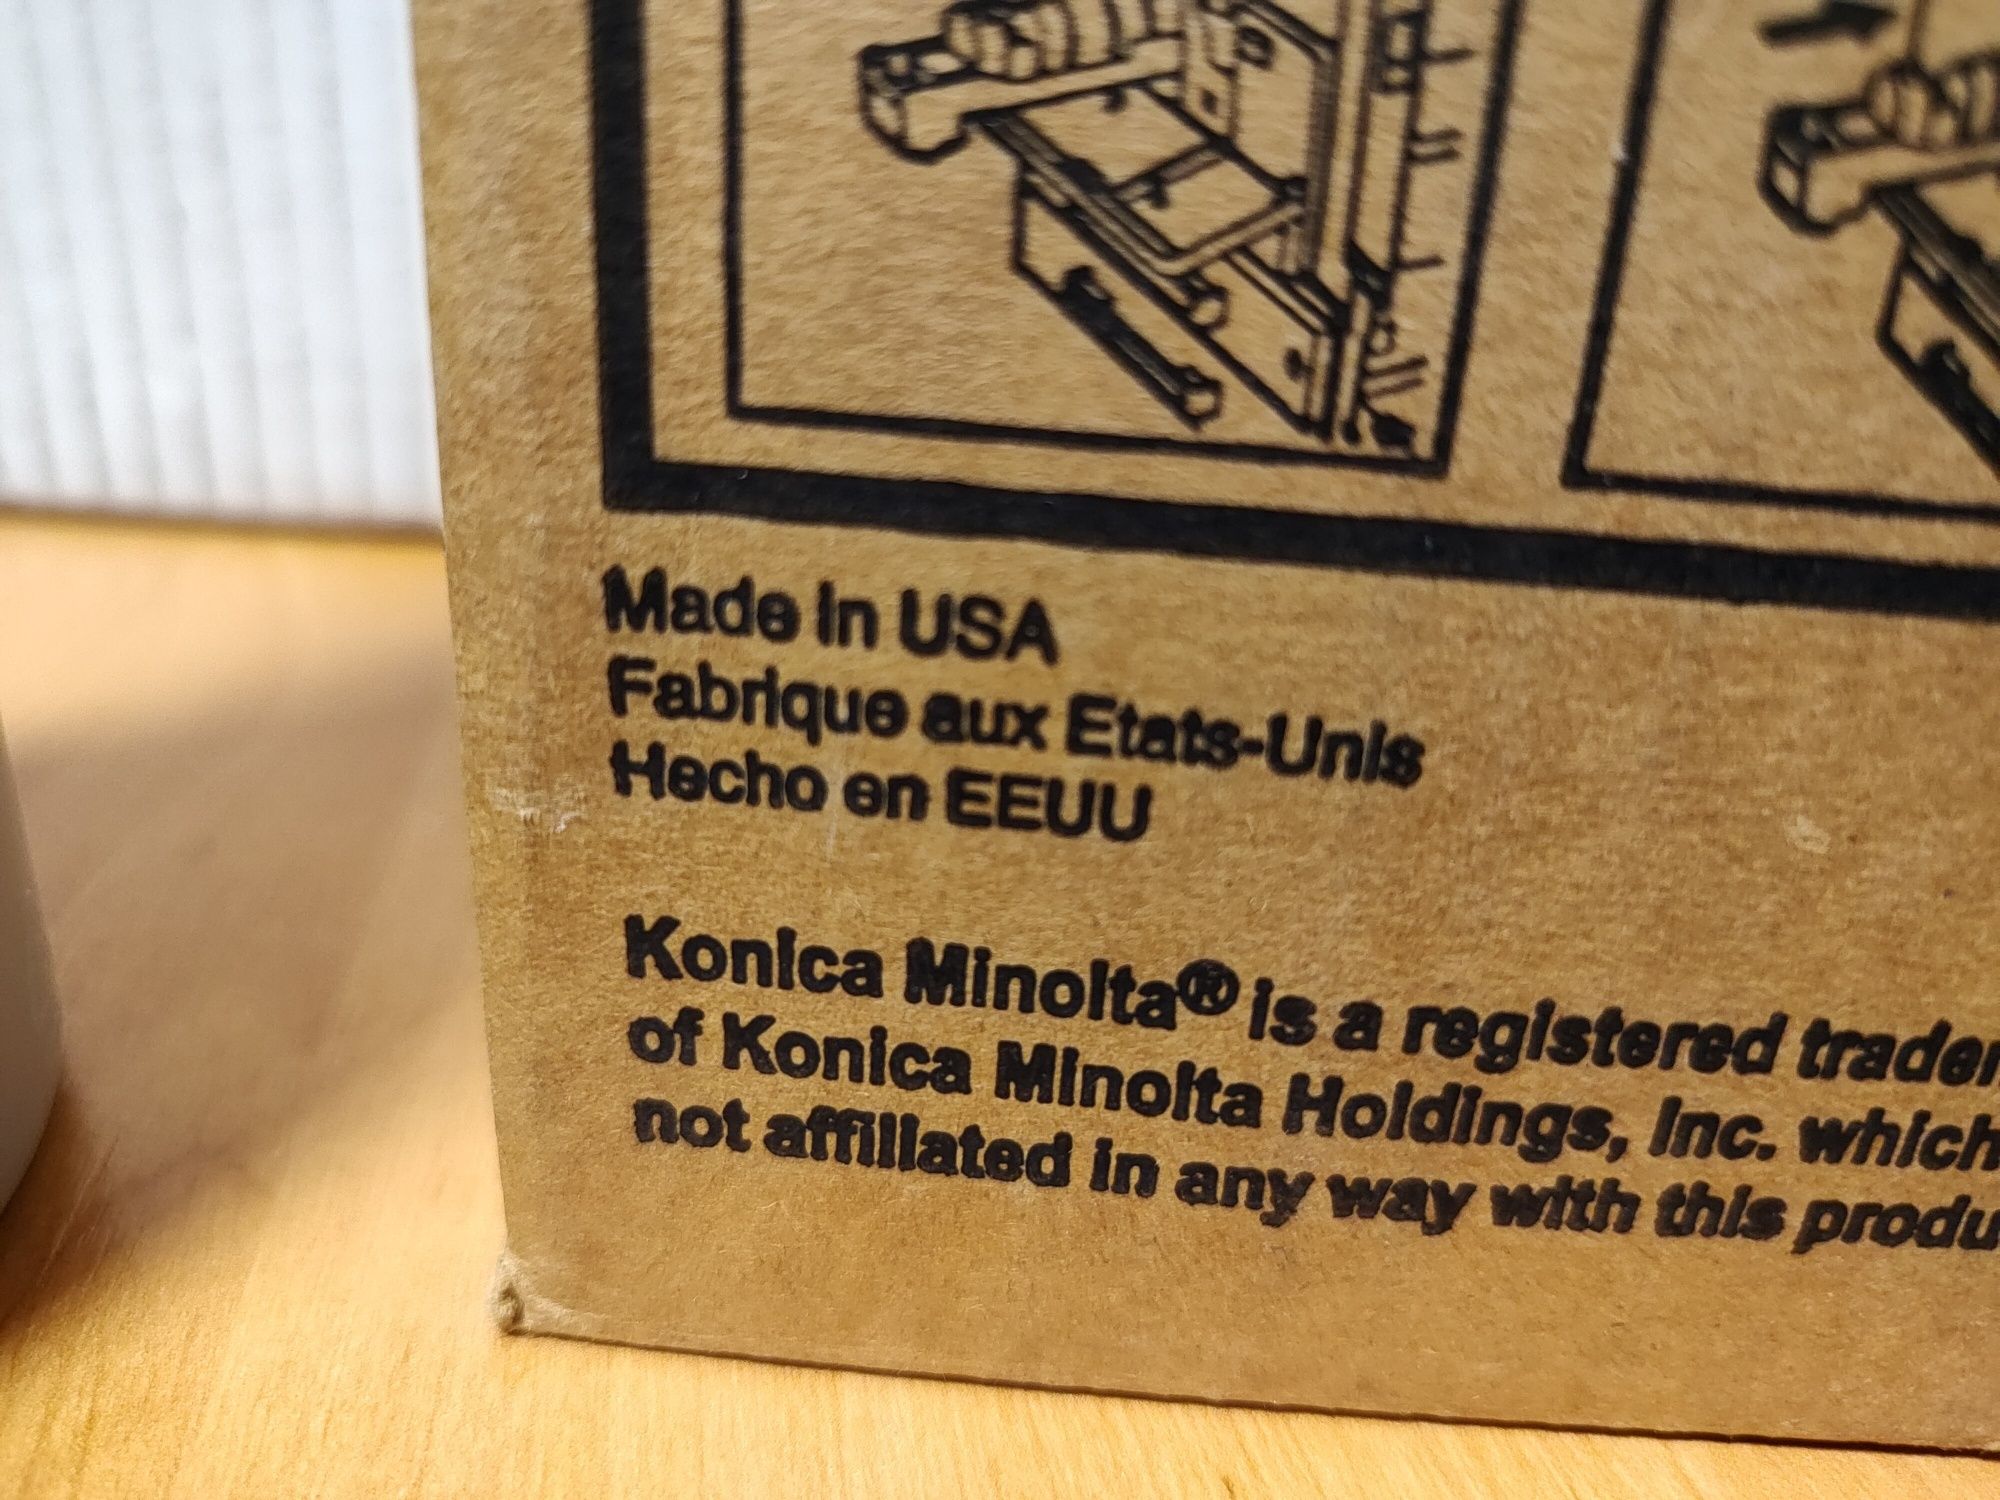 Made in USA
Fabrique aux Etats-Unis
Hecho en EEUU
Konica Minolta® is a registered trader
of Konica Minolta Holdings, Inc. which
not affiliated in any way with this produ